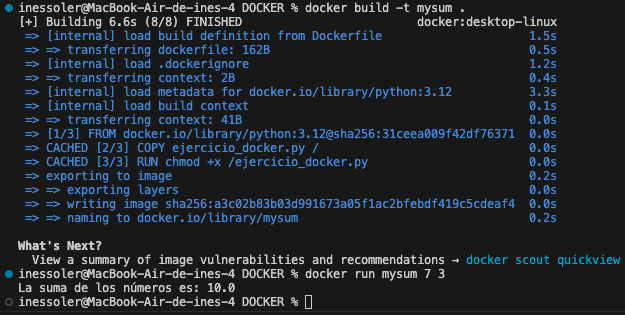 inessoler@MacBook-Air-de-ines-4 DOCKER % docker build -t mysum .
[+] Building 6.6s (8/8) FINISHED docker:desktop-linux
=> [internal] load build definition from Dockerfile 1.5s
=> => transferring dockerfile: 162B 0.5s
=> [internal] load .dockerignore 1.2s
=> => transferring context: 2B 0.4s
=> [internal] load metadata for docker.io/library/python:3.12 3.3s
=> [internal] load build context 0.1s
=> => transferring context: 41B 0.0s
=> [1/3] FROM docker.io/library/python:3.12@sha256:31ceea009f42df76371 0.0s
=> CACHED [2/3] COPY ejercicio_docker.py / 0.0s
=> CACHED [3/3] RUN chmod +x /ejercicio_docker.py 0.0s
=> exporting to image 0.2s
=> => exporting layers 0.0s
=> => writing image sha256:a3c02b83b03d991673a05f1ac2bfebdf419c5cdeaf4 0.0s
=> => naming to docker.io/library/mysum 0.2s
What's Next?
View a summary of image vulnerabilities and recommendations → docker scout quickview
inessoler@MacBook-Air-de-ines-4 DOCKER % docker run mysum 7 3
La suma de los números es: 10.0
inessoler@MacBook-Air-de-ines-4 DOCKER %